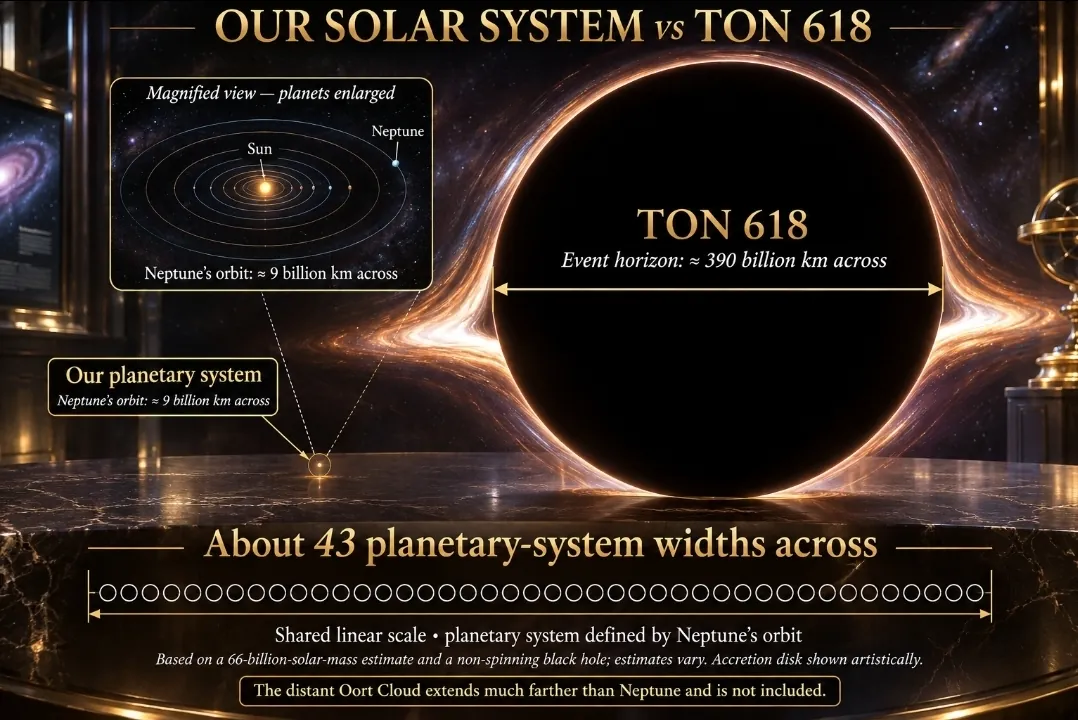 OUR SOLAR SYSTEM vs TON 618
Magnified view — planets enlarged
Neptune
Sun
Neptune's orbit: ≈ 9 billion km across
TON 618
Event horizon: ≈ 390 billion km across
Our planetary system
Neptune's orbit: ≈ 9 billion km across
About 43 planetary-system widths across
Shared linear scale • planetary system defined by Neptune's orbit
Based on a 66-billion-solar-mass estimate and a non-spinning black hole; estimates vary. Accretion disk shown artistically.
The distant Oort Cloud extends much farther than Neptune and is not included.